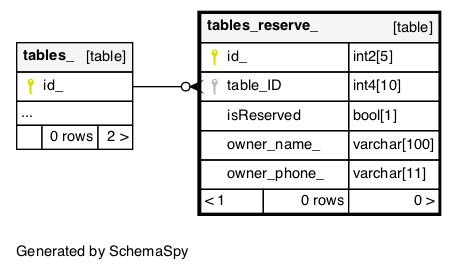 tables_ [table]
id_
...
0 rows 2 >
tables_reserve_ [table]
id_ int2[5]
table_ID int4[10]
isReserved bool[1]
owner_name_ varchar[100]
owner_phone_ varchar[11]
< 1 0 rows 0 >
Generated by SchemaSpy